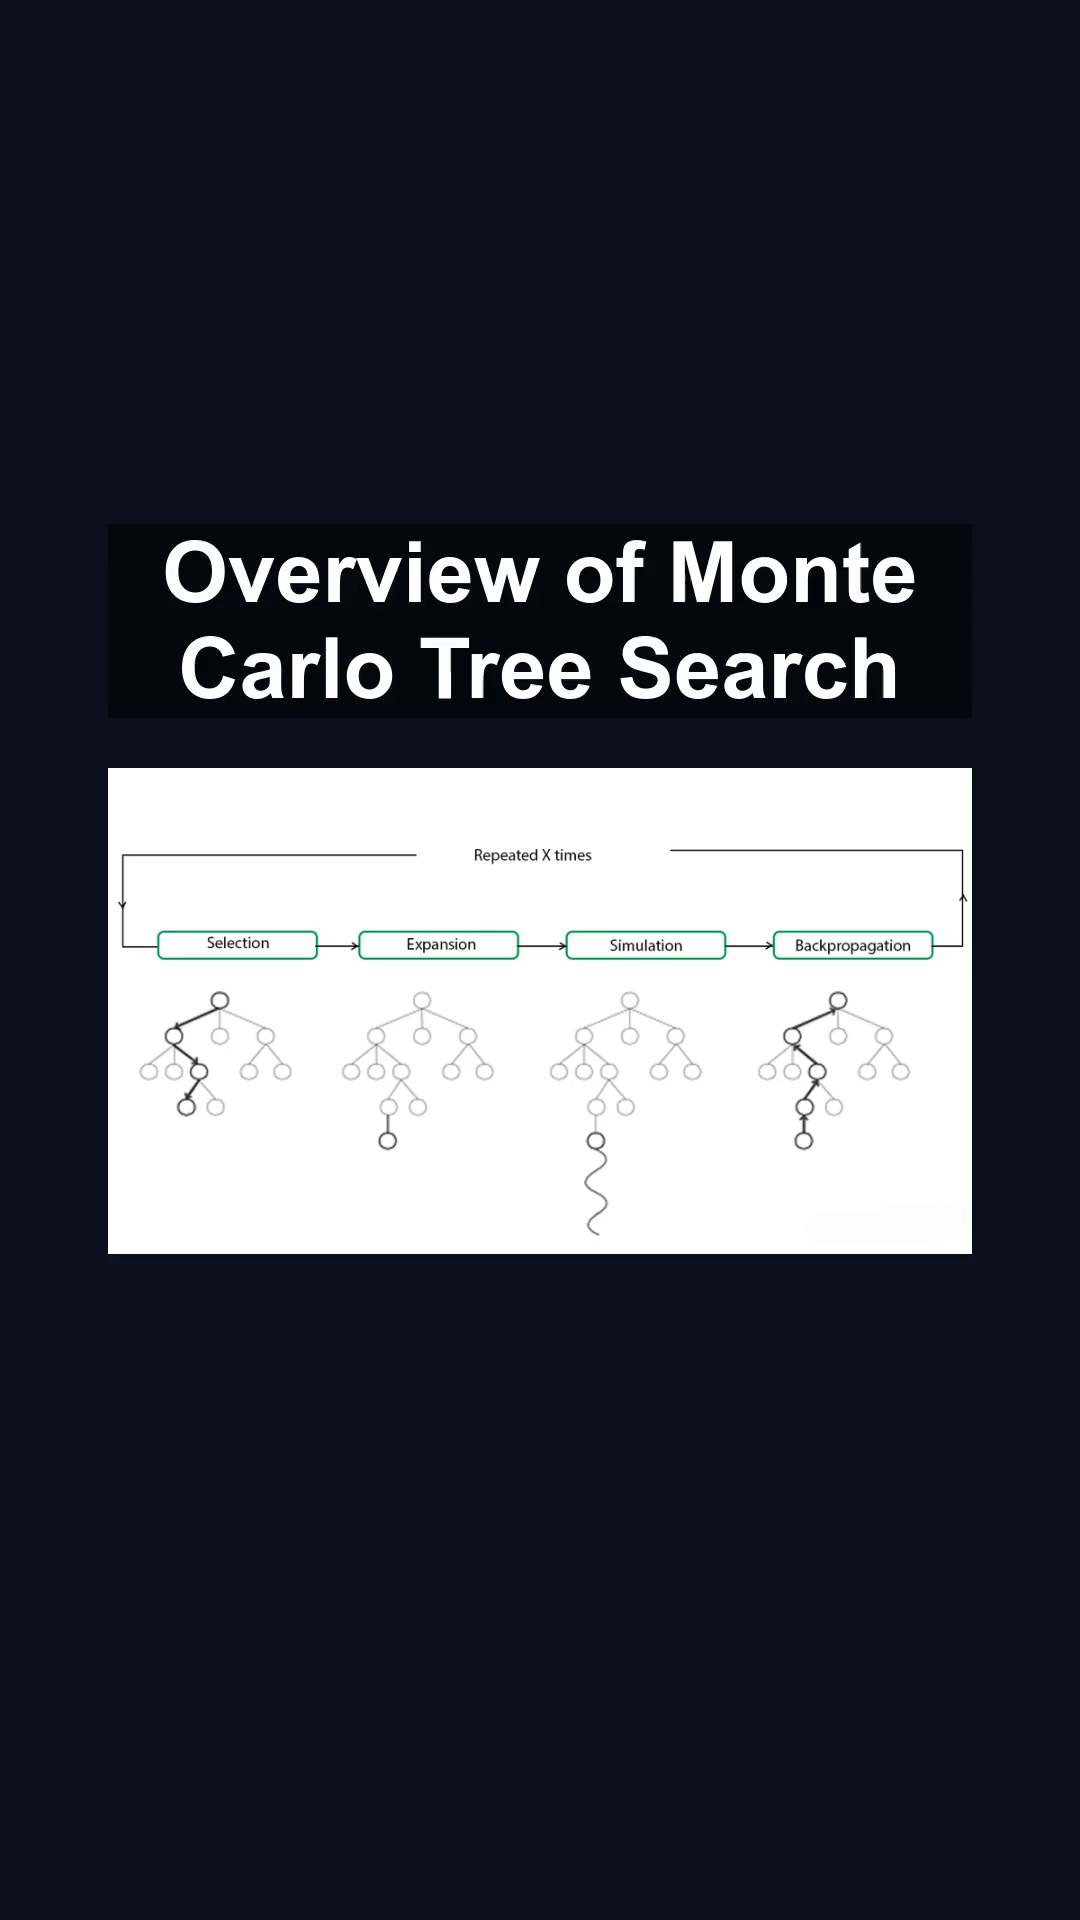 Overview of Monte
Carlo Tree Search
Repeated X times
Selection
Expansion
Simulation
Backpropagation